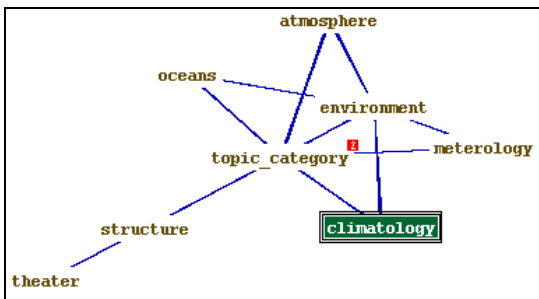 atmosphere
oceans
environment
meterology
topic_category
structure
climatology
theater